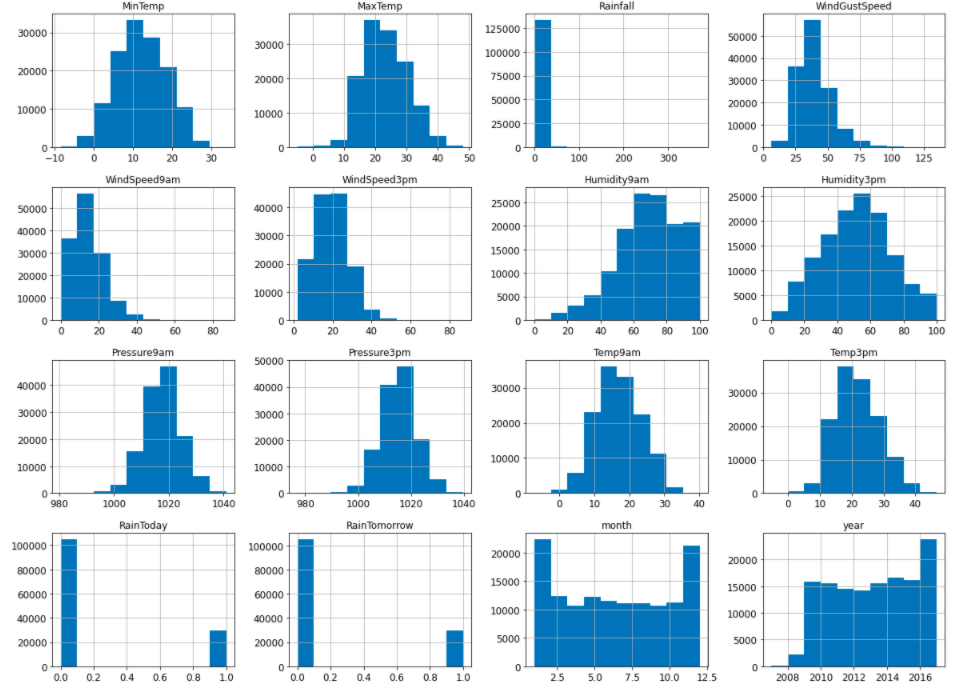 MinTemp
30000
20000
10000
0
−10 0 10 20 30
MaxTemp
30000
20000
10000
0
0 10 20 30 40 50
Rainfall
125000
100000
75000
50000
25000
0
0 100 200 300
WindGustSpeed
50000
40000
30000
20000
10000
0
0 25 50 75 100 125
WindSpeed9am
50000
40000
30000
20000
10000
0
0 20 40 60 80
WindSpeed3pm
40000
30000
20000
10000
0
0 20 40 60 80
Humidity9am
25000
20000
15000
10000
5000
0
0 20 40 60 80 100
Humidity3pm
25000
20000
15000
10000
5000
0
0 20 40 60 80 100
Pressure9am
40000
30000
20000
10000
0
980 1000 1020 1040
Pressure3pm
50000
40000
30000
20000
10000
0
980 1000 1020 1040
Temp9am
30000
20000
10000
0
0 10 20 30 40
Temp3pm
30000
20000
10000
0
0 10 20 30 40
RainToday
100000
80000
60000
40000
20000
0
0.0 0.2 0.4 0.6 0.8 1.0
RainTomorrow
100000
80000
60000
40000
20000
0
0.0 0.2 0.4 0.6 0.8 1.0
month
20000
15000
10000
5000
0
2.5 5.0 7.5 10.0 12.5
year
20000
15000
10000
5000
0
2008 2010 2012 2014 2016